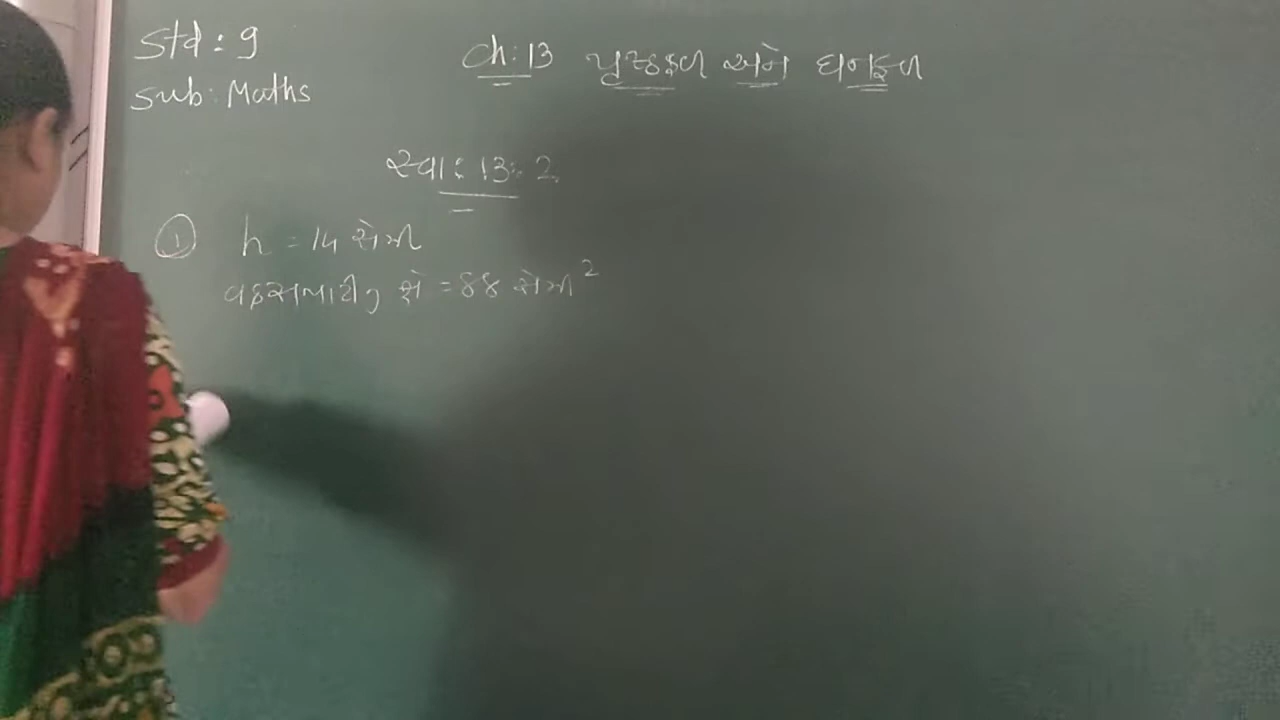 Std : 9
Sub: Maths
Ch: 13 પૃષ્ઠફળ અને ઘનફળ
સ્વા: 13.2
① h = 14 સેમી
વક્રસપાટીનું ક્ષે = 88 સેમી²